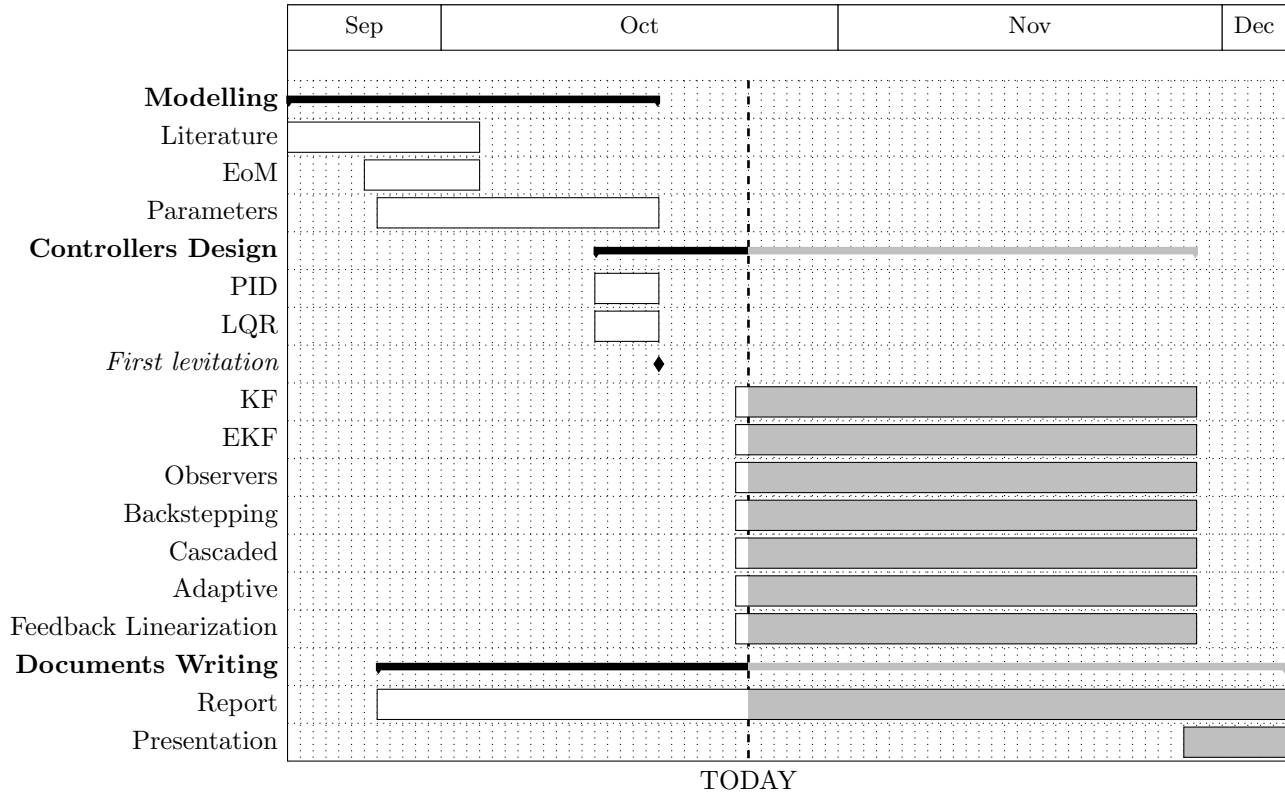 Sep Oct Nov Dec
Modelling
Literature
EoM
Parameters
Controllers Design
PID
LQR
First levitation
KF
EKF
Observers
Backstepping
Cascaded
Adaptive
Feedback Linearization
Documents Writing
Report
Presentation
TODAY